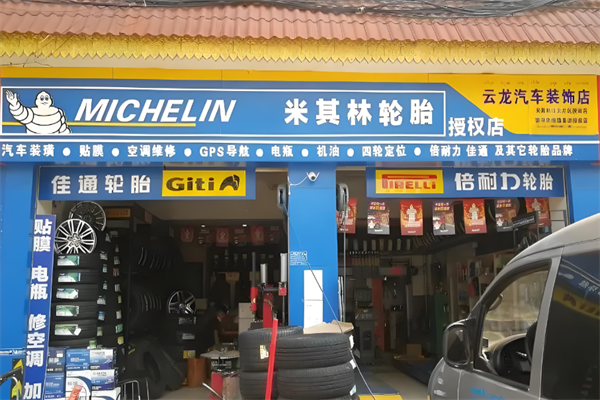 MICHELIN 米其林轮胎 授权店
云龙汽车装饰店
汽车装璜 ● 贴膜 ● 空调维修 ● GPS导航 ● 电瓶 ● 机油 ● 四轮定位 ● 倍耐力 佳通 及其它轮胎品牌
佳通轮胎 Giti
PIRELLI 倍耐力轮胎
贴膜 电瓶 修空调 加